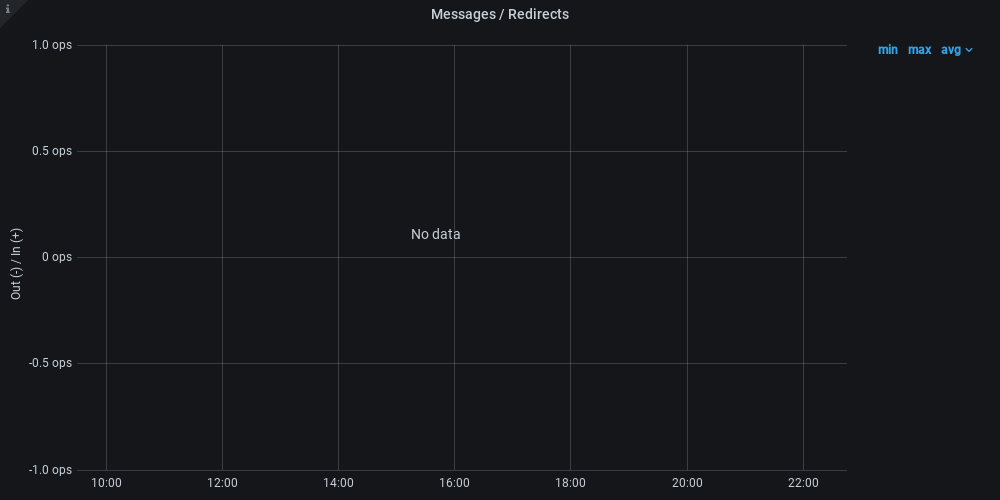 i
Messages / Redirects
min max avg
1.0 ops
0.5 ops
No data
0 ops
-0.5 ops
-1.0 ops
Out (-) / In (+)
10:00 12:00 14:00 16:00 18:00 20:00 22:00